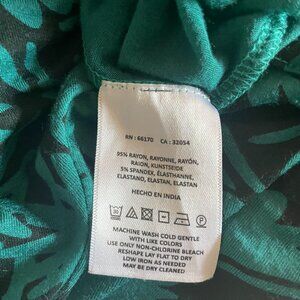 RN : 66170 CA : 32054
95% RAYON, RAYONNE, RAYÓN,
RAION, KUNSTSEIDE
5% SPANDEX, ÉLASTHANNE,
ELASTANO, ELASTAN, ELASTAN
HECHO EN INDIA
MACHINE WASH COLD GENTLE
WITH LIKE COLORS
USE ONLY NON-CHLORINE BLEACH
RESHAPE LAY FLAT TO DRY
LOW IRON AS NEEDED
MAY BE DRY CLEANED